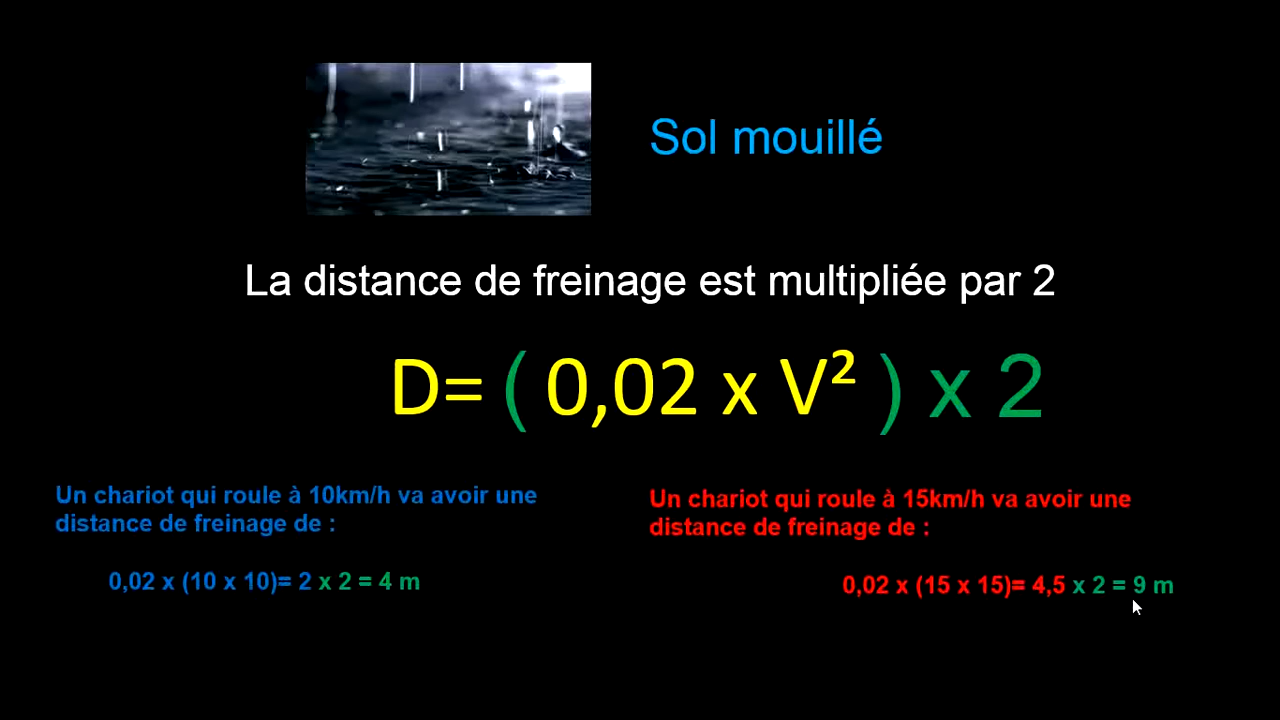 Sol mouillé
La distance de freinage est multipliée par 2
D= ( 0,02 x V² ) x 2
Un chariot qui roule à 10km/h va avoir une
distance de freinage de :
0,02 x (10 x 10)= 2 x 2 = 4 m
Un chariot qui roule à 15km/h va avoir une
distance de freinage de :
0,02 x (15 x 15)= 4,5 x 2 = 9 m